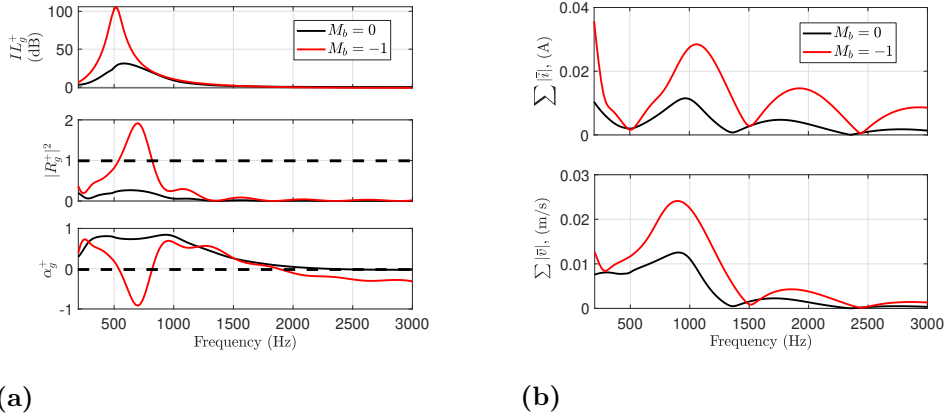 IL_g^+
(dB)
100
50
0
M_b = 0
M_b = −1
|R_g^+|^2
2
1
0
α_g^+
1
0
-1
500 1000 1500 2000 2500 3000
Frequency (Hz)
(a)
∑|i̅|, (A)
0.04
0.02
0
M_b = 0
M_b = −1
∑|v̅|, (m/s)
0.03
0.02
0.01
0
500 1000 1500 2000 2500 3000
Frequency (Hz)
(b)